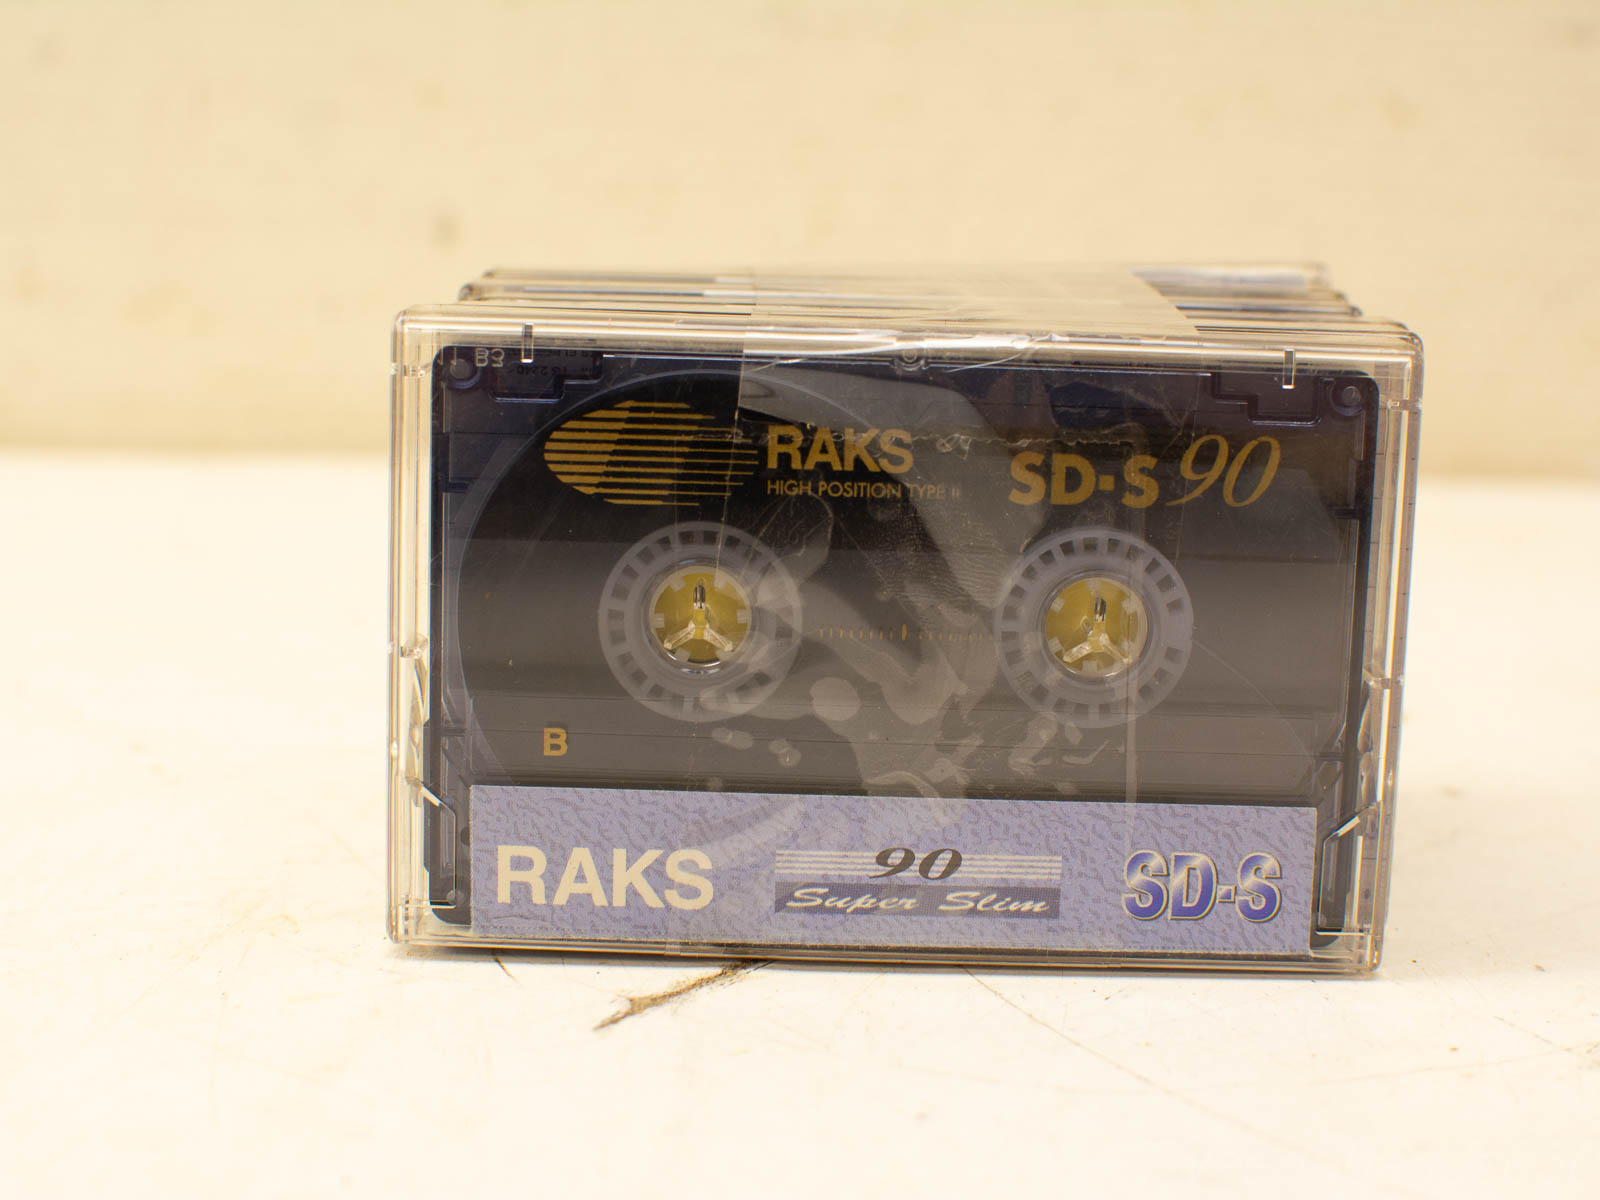 RAKS
HIGH POSITION TYPE II
SD-S 90
B
RAKS
90
Super Slim
SD-S